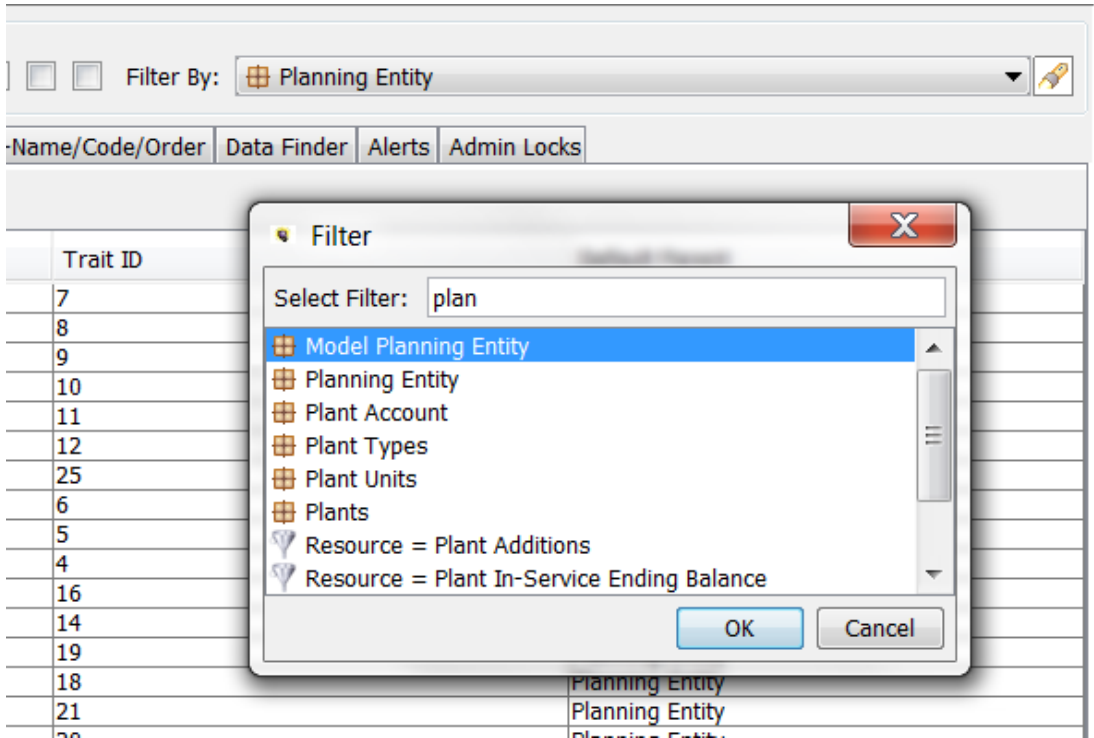 Filter By: Planning Entity
-Name/Code/Order Data Finder Alerts Admin Locks
Filter
Trait ID
Select Filter: plan
7
8
9
10
11
12
25
6
5
4
16
14
19
18
21
Model Planning Entity
Planning Entity
Plant Account
Plant Types
Plant Units
Plants
Resource = Plant Additions
Resource = Plant In-Service Ending Balance
OK Cancel
Planning Entity
Planning Entity